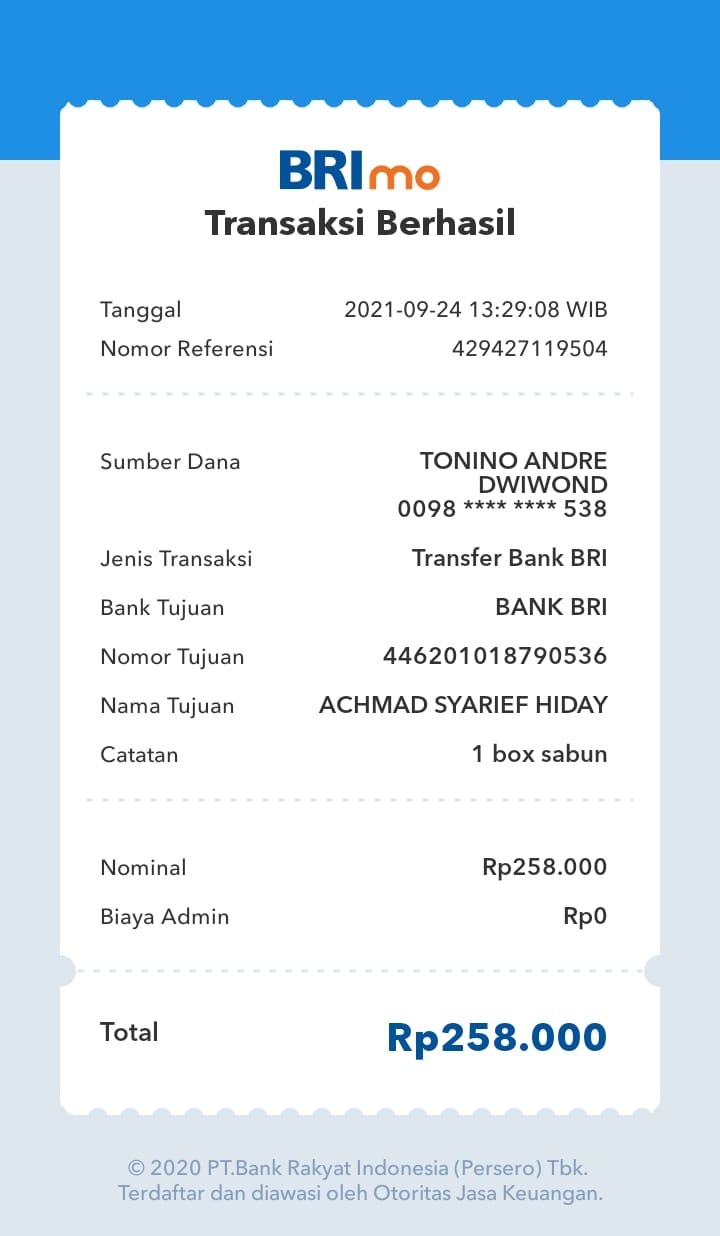 BRImo
Transaksi Berhasil
Tanggal 2021-09-24 13:29:08 WIB
Nomor Referensi 429427119504
Sumber Dana TONINO ANDRE
DWIWOND
0098 **** **** 538
Jenis Transaksi Transfer Bank BRI
Bank Tujuan BANK BRI
Nomor Tujuan 446201018790536
Nama Tujuan ACHMAD SYARIEF HIDAY
Catatan 1 box sabun
Nominal Rp258.000
Biaya Admin Rp0
Total Rp258.000
© 2020 PT.Bank Rakyat Indonesia (Persero) Tbk.
Terdaftar dan diawasi oleh Otoritas Jasa Keuangan.